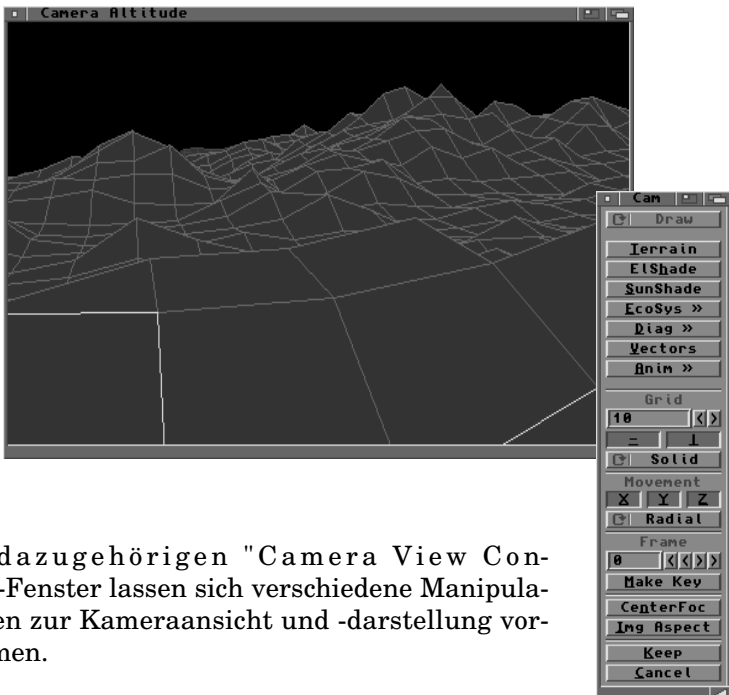 Camera Altitude
Cam
Draw
Terrain
ElShade
SunShade
EcoSys »
Diag »
Vectors
Anim »
Grid
10 < >
= ⊥
Solid
Movement
X Y Z
Radial
Frame
0 < < > >
Make Key
CenterFoc
Img Aspect
Keep
Cancel
dazugehörigen "Camera View Con-
-Fenster lassen sich verschiedene Manipula-
en zur Kameraansicht und -darstellung vor-
men.